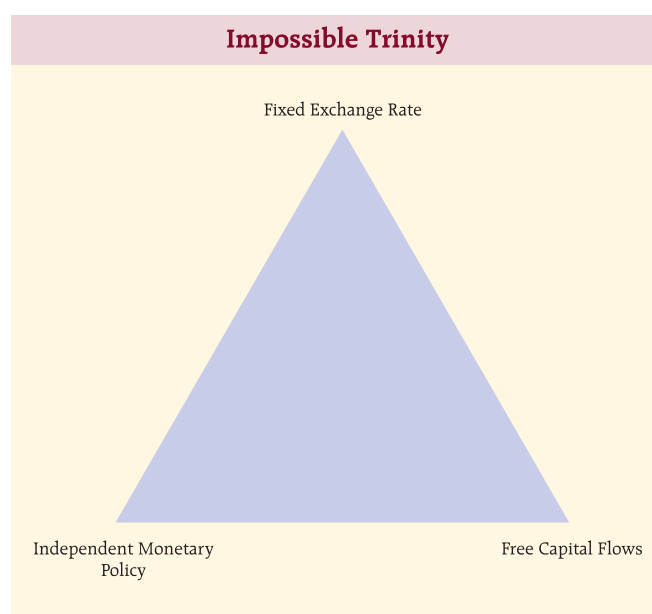 Impossible Trinity
Fixed Exchange Rate
Independent Monetary
Policy
Free Capital Flows